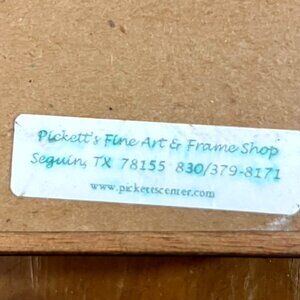 Pickett's Fine Art & Frame Shop
Seguin, TX 78155 830/379-8171
www.pickettscenter.com